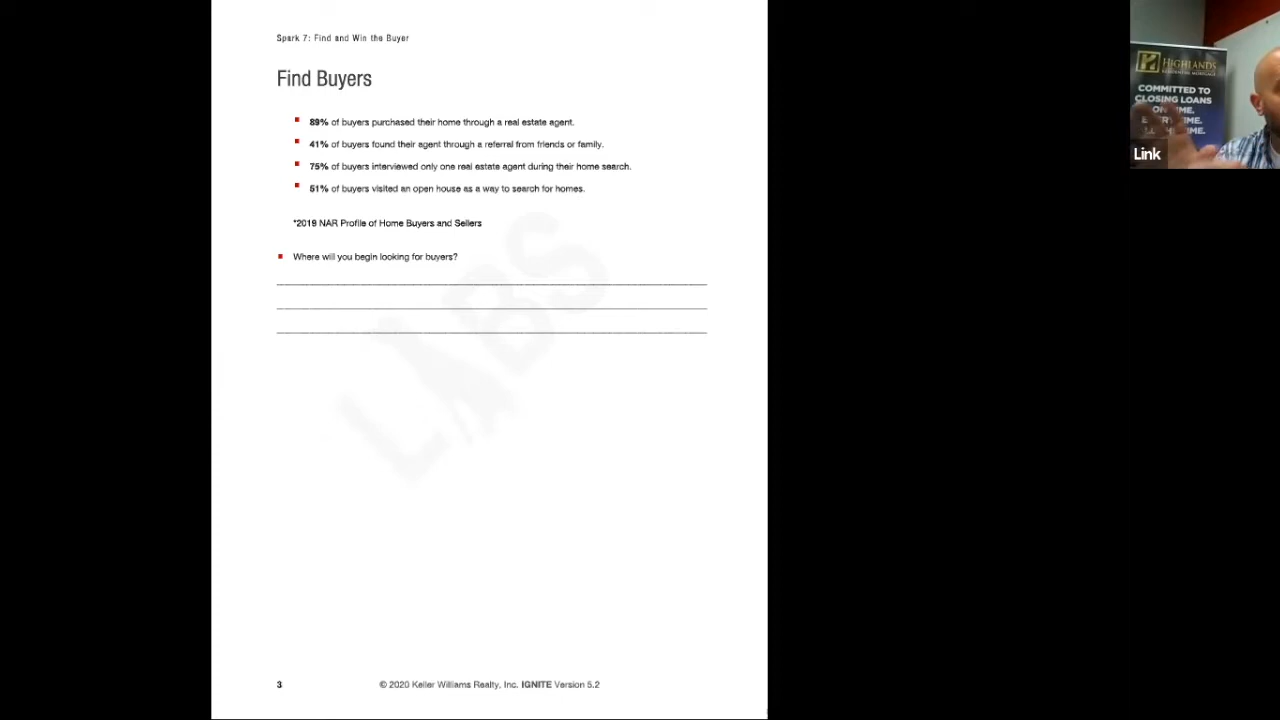 Spark 7: Find and Win the Buyer
Find Buyers
89% of buyers purchased their home through a real estate agent.
41% of buyers found their agent through a referral from friends or family.
75% of buyers interviewed only one real estate agent during their home search.
51% of buyers visited an open house as a way to search for homes.
*2019 NAR Profile of Home Buyers and Sellers
Where will you begin looking for buyers?
LABS
3
© 2020 Keller Williams Realty, Inc. IGNITE Version 5.2
HIGHLANDS
RESIDENTIAL MORTGAGE
COMMITTED TO
CLOSING LOANS
Link